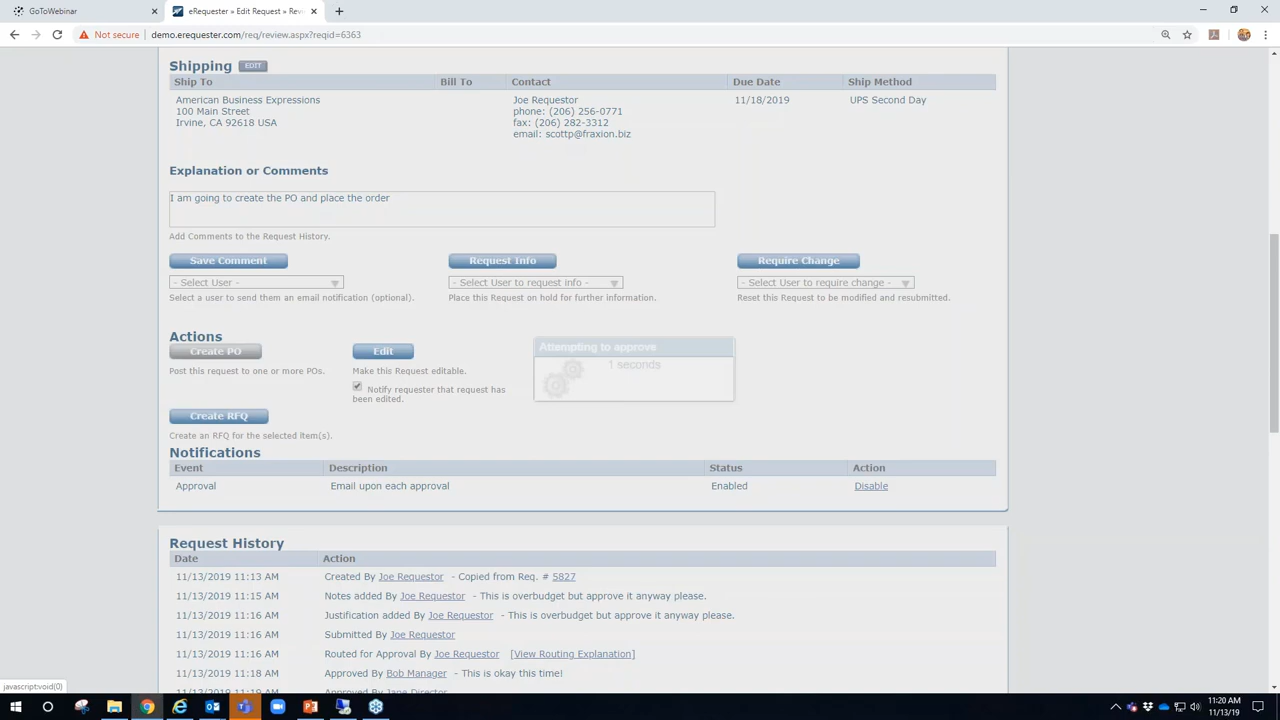 GoToWebinar
eRequester » Edit Request » Revi
Not secure
demo.erequester.com/req/review.aspx?reqid=6363
Shipping EDIT
Ship To Bill To Contact Due Date Ship Method
American Business Expressions Joe Requestor 11/18/2019 UPS Second Day
100 Main Street phone: (206) 256-0771
Irvine, CA 92618 USA fax: (206) 282-3312
email: scottp@fraxion.biz
Explanation or Comments
I am going to create the PO and place the order
Add Comments to the Request History.
Save Comment Request Info Require Change
- Select User - - Select User to request info - - Select User to require change -
Select a user to send them an email notification (optional). Place this Request on hold for further information. Reset this Request to be modified and resubmitted.
Actions
Create PO Edit Attempting to approve
Post this request to one or more POs. Make this Request editable. 1 seconds
Notify requester that request has
been edited.
Create RFQ
Create an RFQ for the selected item(s).
Notifications
Event Description Status Action
Approval Email upon each approval Enabled Disable
Request History
Date Action
11/13/2019 11:13 AM Created By Joe Requestor - Copied from Req. # 5827
11/13/2019 11:15 AM Notes added By Joe Requestor - This is overbudget but approve it anyway please.
11/13/2019 11:16 AM Justification added By Joe Requestor - This is overbudget but approve it anyway please.
11/13/2019 11:16 AM Submitted By Joe Requestor
11/13/2019 11:16 AM Routed for Approval By Joe Requestor [View Routing Explanation]
11/13/2019 11:18 AM Approved By Bob Manager - This is okay this time!
11/13/2019 11:19 AM Approved By Jane Director
javascript:void(0)
11:20 AM
11/13/19